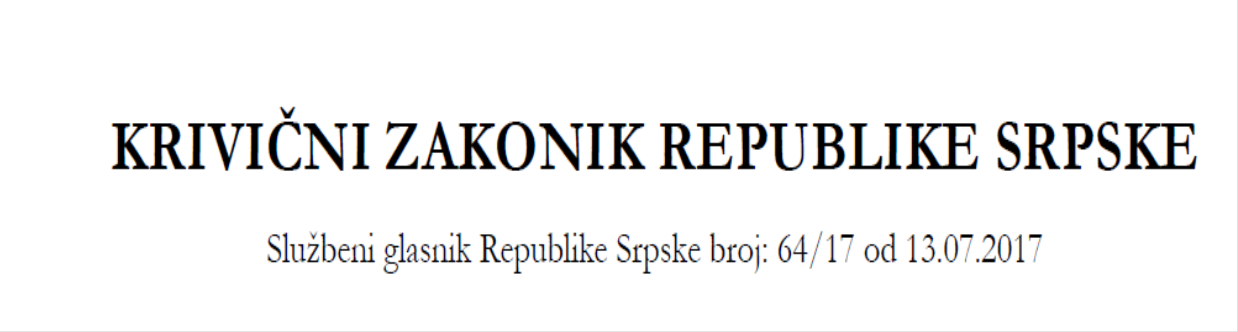 KRIVIČNI ZAKONIK REPUBLIKE SRPSKE
Službeni glasnik Republike Srpske broj: 64/17 od 13.07.2017